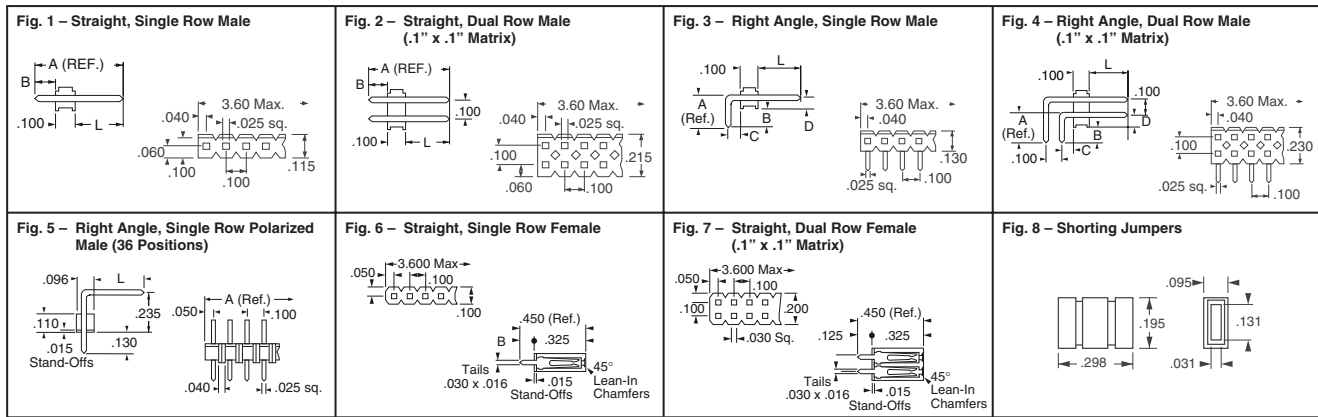 Fig. 1 – Straight, Single Row Male
A (REF.)
B
.100
L
3.60 Max.
.040
.025 sq.
.060
.100
.100
.115
Fig. 2 – Straight, Dual Row Male
(.1” x .1” Matrix)
A (REF.)
B
.100
.100
L
3.60 Max.
.040
.025 sq.
.100
.215
.060
.100
Fig. 3 – Right Angle, Single Row Male
.100
L
A
(Ref.)
B
D
C
3.60 Max.
.040
.130
.025 sq.
.100
Fig. 4 – Right Angle, Dual Row Male
(.1” x .1” Matrix)
.100
L
.100
A
(Ref.)
D
B
C
.100
3.60 Max.
.040
.100
.230
.025 sq.
.100
Fig. 5 – Right Angle, Single Row Polarized
Male (36 Positions)
.096
L
.235
.110
.015
.130
Stand-Offs
A (Ref.)
.050
.100
.040
.025 sq.
Fig. 6 – Straight, Single Row Female
3.600 Max
.050
.100
.100
.450 (Ref.)
B
.325
Tails
.030 x .016
.015
Stand-Offs
45°
Lean-In
Chamfers
Fig. 7 – Straight, Dual Row Female
(.1” x .1” Matrix)
3.600 Max
.050
.100
.100
.200
.030 Sq.
.450 (Ref.)
.125
.325
Tails
.030 x .016
.015
Stand-Offs
45°
Lean-In
Chamfers
Fig. 8 – Shorting Jumpers
.095
.195
.131
.298
.031